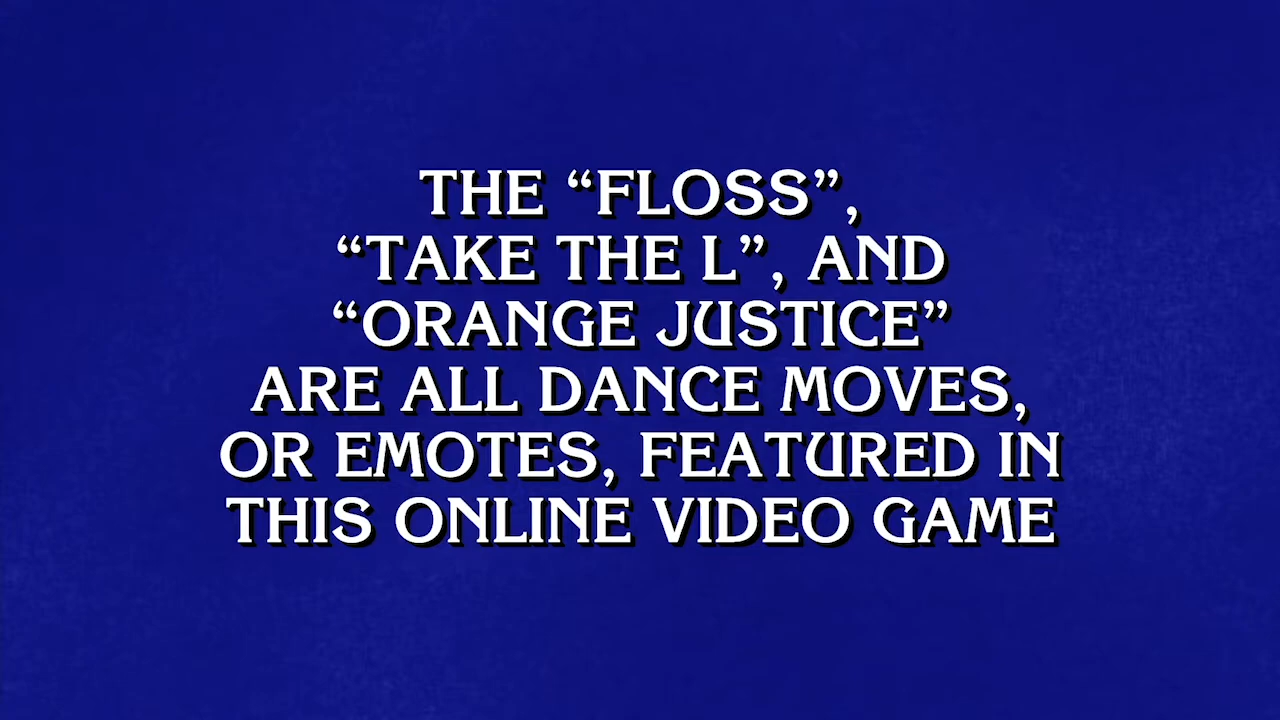 THE “FLOSS”,
“TAKE THE L”, AND
“ORANGE JUSTICE”
ARE ALL DANCE MOVES,
OR EMOTES, FEATURED IN
THIS ONLINE VIDEO GAME